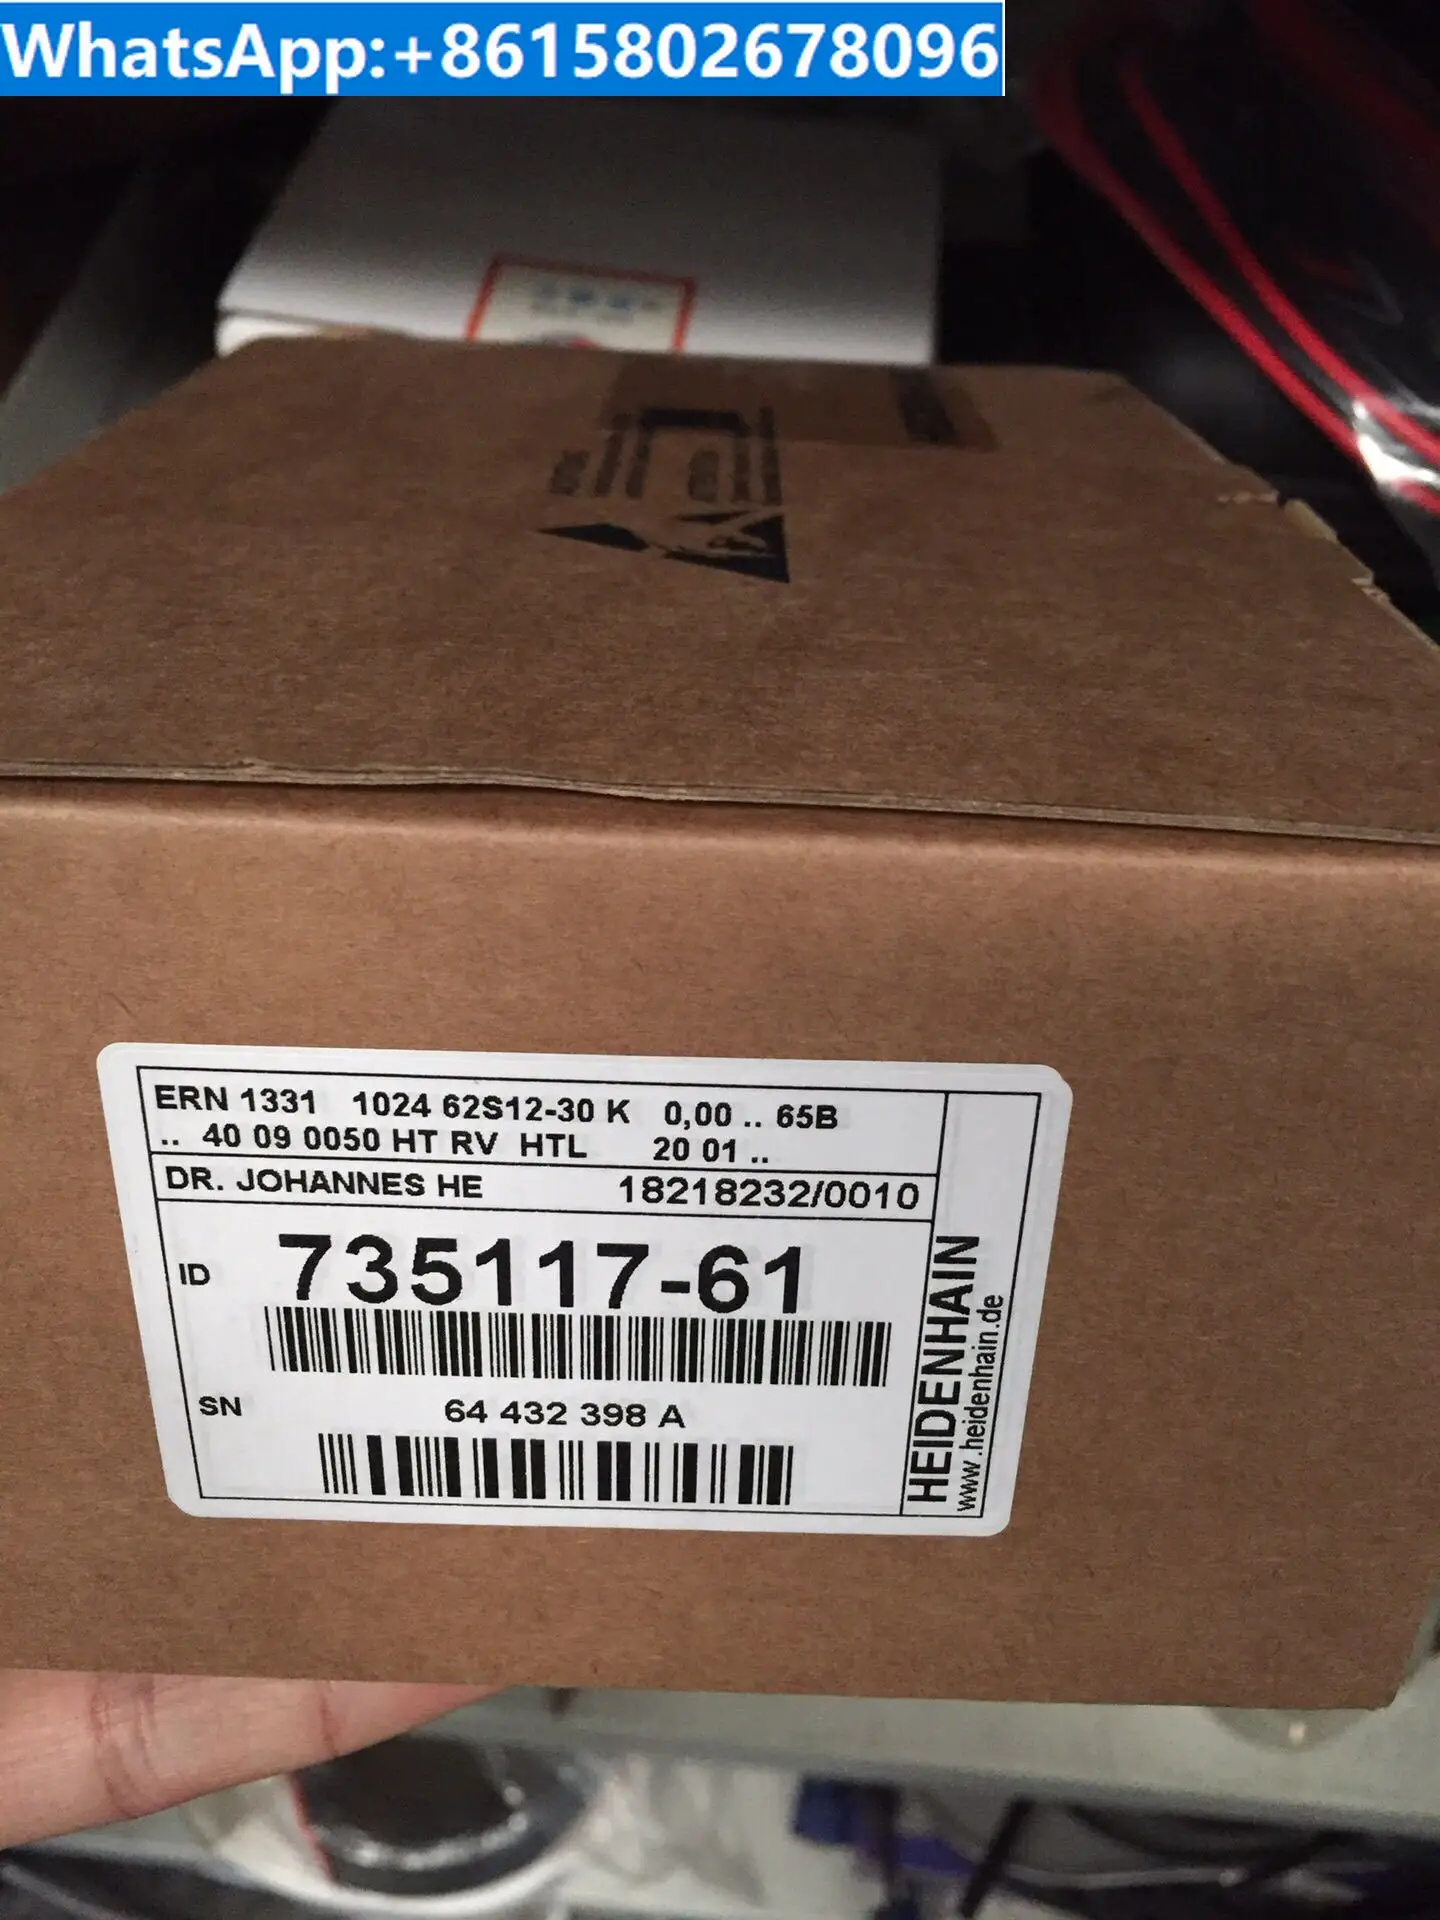 WhatsApp:+8615802678096
ERN 1331 1024 62S12-30 K 0,00 .. 65B
.. 40 09 0050 HT RV HTL 20 01 ..
DR. JOHANNES HE 18218232/0010
ID 735117-61
SN 64 432 398 A
HEIDENHAIN
www.heidenhain.de